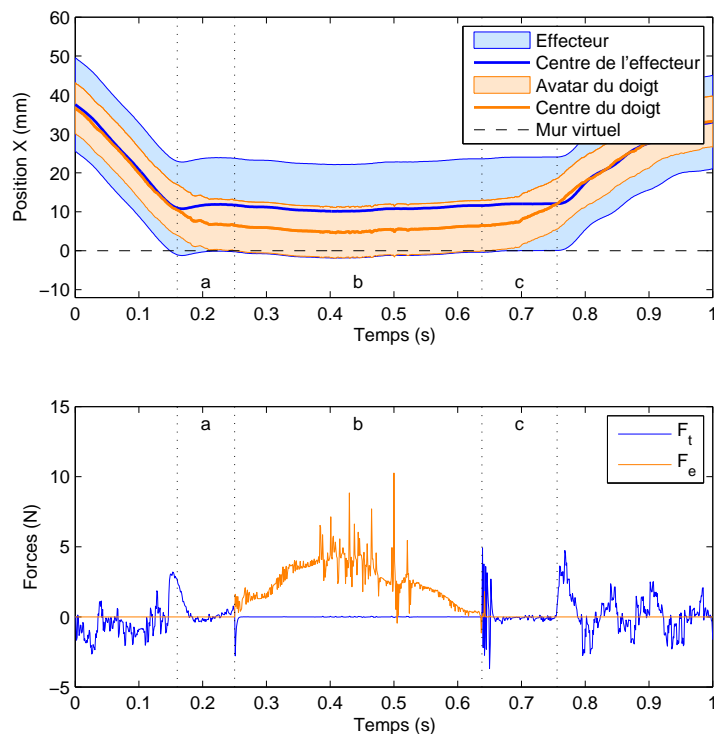 60
50
40
30
20
10
0
−10
Position X (mm)
Effecteur
Centre de l'effecteur
Avatar du doigt
Centre du doigt
Mur virtuel
a
b
c
0 0.1 0.2 0.3 0.4 0.5 0.6 0.7 0.8 0.9 1
Temps (s)
15
10
5
0
−5
Forces (N)
a
b
c
F_t
F_e
0 0.1 0.2 0.3 0.4 0.5 0.6 0.7 0.8 0.9 1
Temps (s)